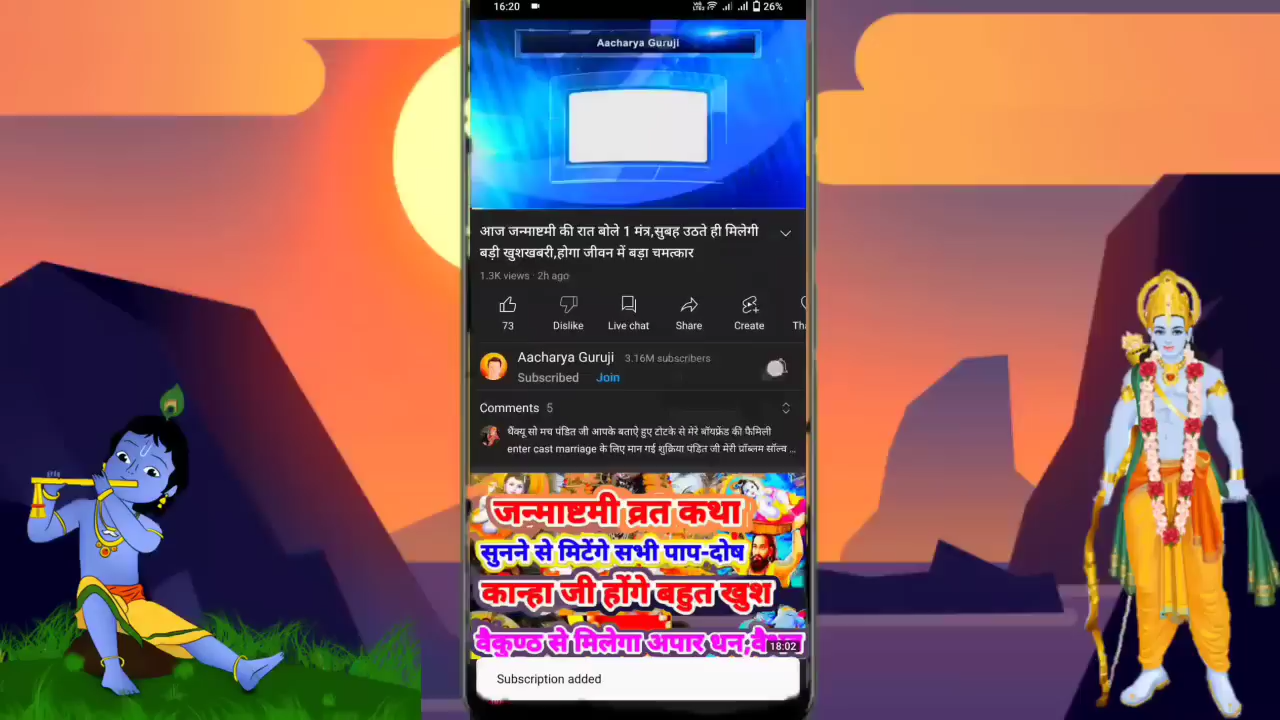 16:20
26%
Aacharya Guruji
आज जन्माष्टमी की रात बोले 1 मंत्र,सुबह उठते ही मिलेगी
बड़ी खुशखबरी,होगा जीवन में बड़ा चमत्कार
1.3K views · 2h ago
73 Dislike Live chat Share Create
Aacharya Guruji 3.16M subscribers
Subscribed Join
Comments 5
थैंक्यू सो मच पंडित जी आपके बताऐ हुए टोटके से मेरे बॉयफ्रेंड की फैमिली
enter cast marriage के लिए मान गई शुक्रिया पंडित जी मेरी प्रॉब्लम सॉल्व ...
जन्माष्टमी व्रत कथा
सुनने से मिटेंगे सभी पाप-दोष
कान्हा जी होंगे बहुत खुश
वैकुण्ठ से मिलेगा अपार धन;
18:02
Subscription added